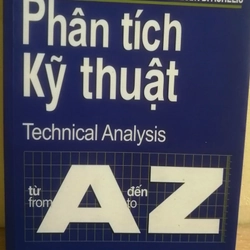 Phân tích
Kỹ thuật
Technical Analysis
từ đến
from to
A Z